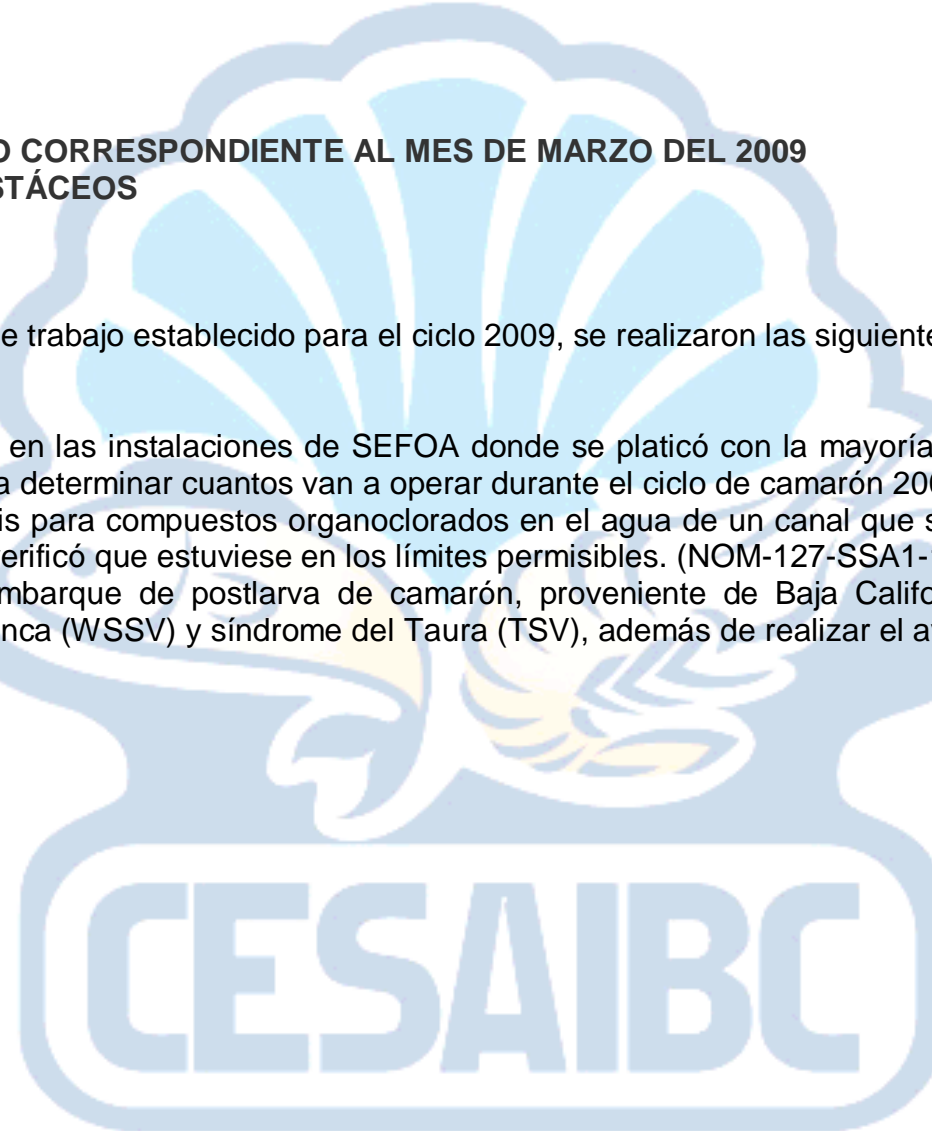 O CORRESPONDIENTE AL MES DE MARZO DEL 2009
STÁCEOS
e trabajo establecido para el ciclo 2009, se realizaron las siguiente
en las instalaciones de SEFOA donde se platicó con la mayoría
a determinar cuantos van a operar durante el ciclo de camarón 200
is para compuestos organoclorados en el agua de un canal que s
verificó que estuviese en los límites permisibles. (NOM-127-SSA1-1
mbarque de postlarva de camarón, proveniente de Baja Califo
nca (WSSV) y síndrome del Taura (TSV), además de realizar el av
CESAIBC